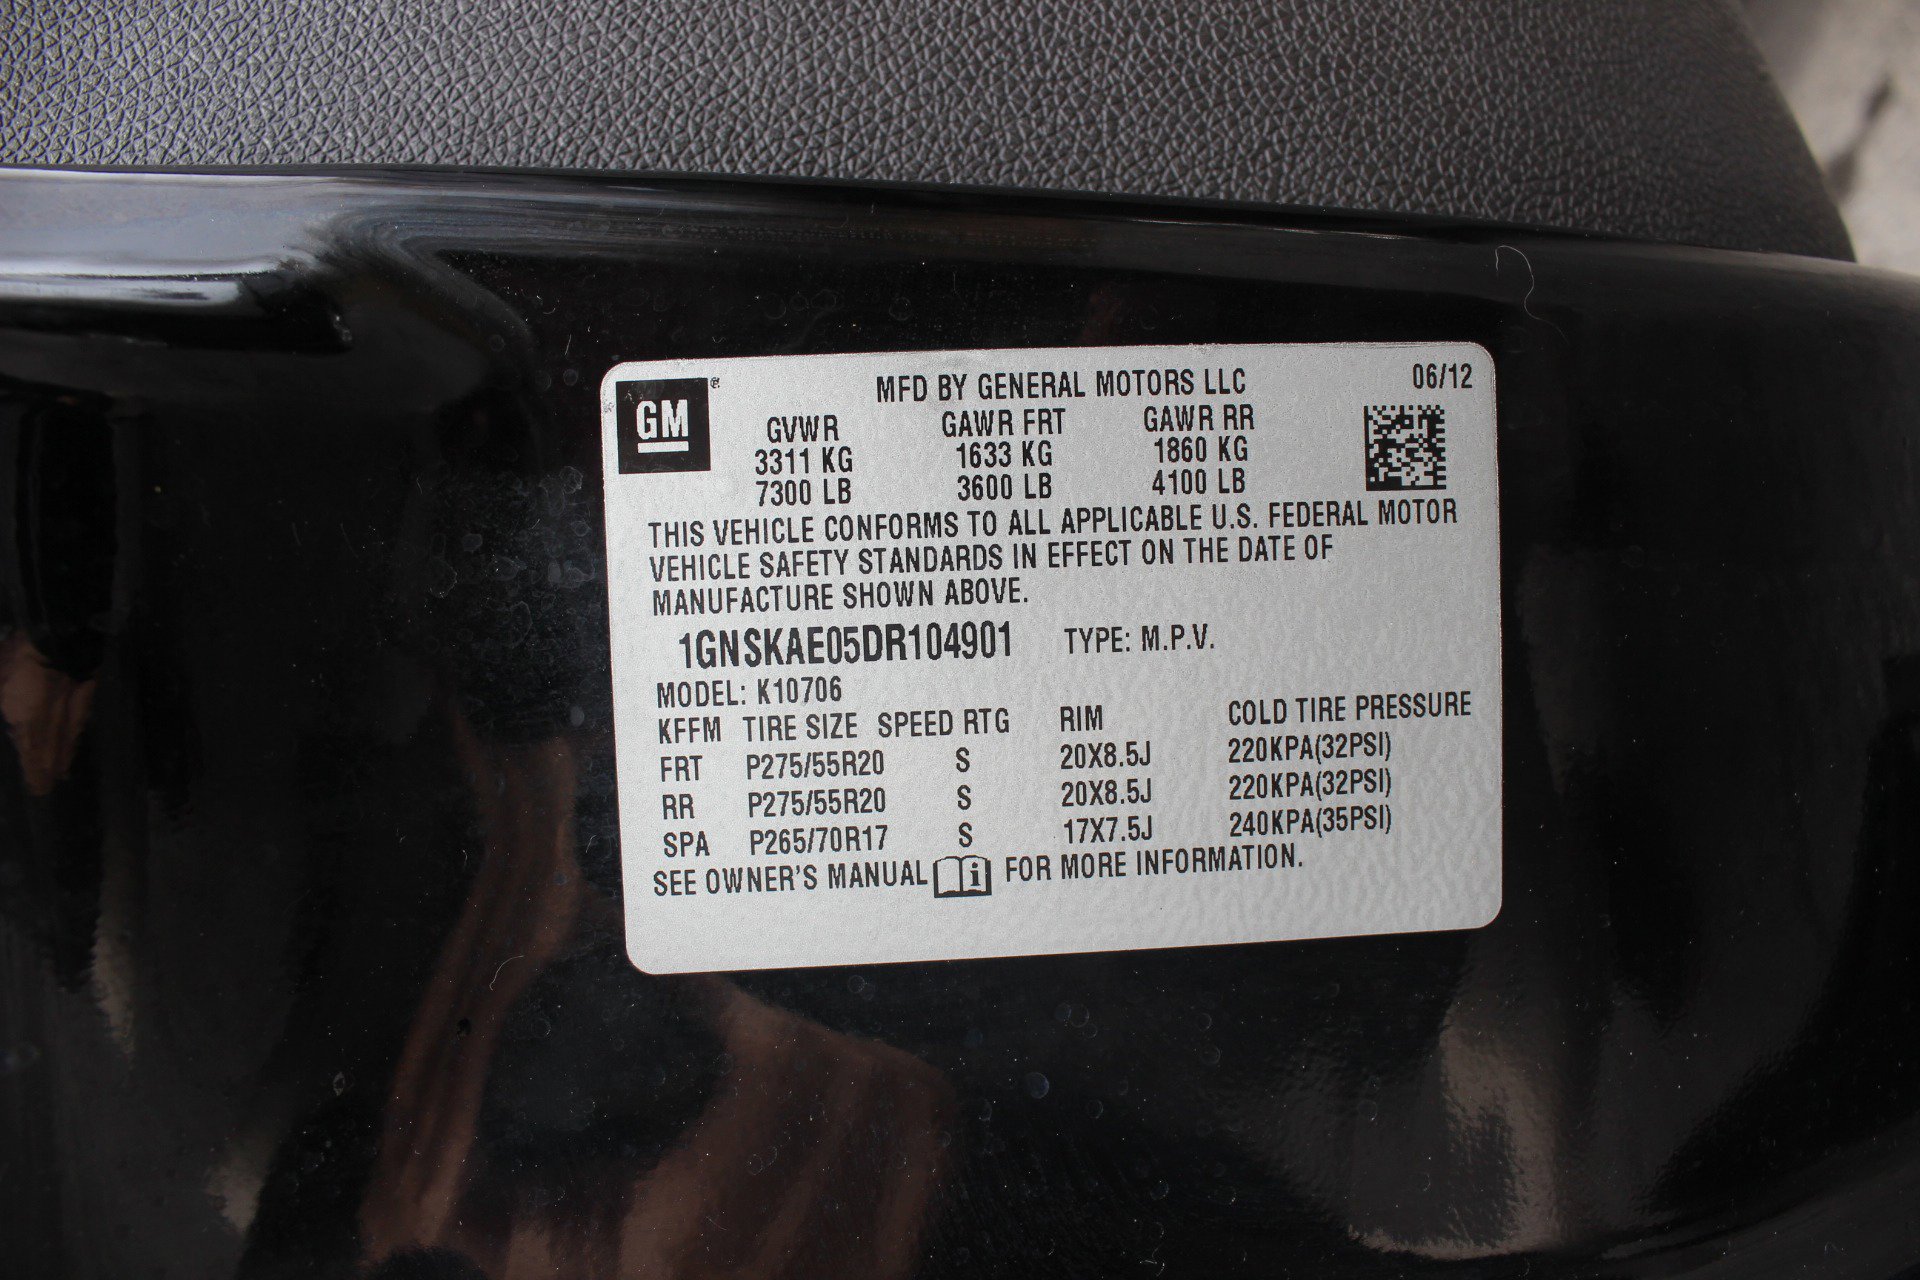 GM
MFD BY GENERAL MOTORS LLC 06/12
GVWR GAWR FRT GAWR RR
3311 KG 1633 KG 1860 KG
7300 LB 3600 LB 4100 LB
THIS VEHICLE CONFORMS TO ALL APPLICABLE U.S. FEDERAL MOTOR
VEHICLE SAFETY STANDARDS IN EFFECT ON THE DATE OF
MANUFACTURE SHOWN ABOVE.
1GNSKAE05DR104901 TYPE: M.P.V.
MODEL: K10706
KFFM TIRE SIZE SPEED RTG RIM COLD TIRE PRESSURE
FRT P275/55R20 S 20X8.5J 220KPA(32PSI)
RR P275/55R20 S 20X8.5J 220KPA(32PSI)
SPA P265/70R17 S 17X7.5J 240KPA(35PSI)
SEE OWNER'S MANUAL i FOR MORE INFORMATION.